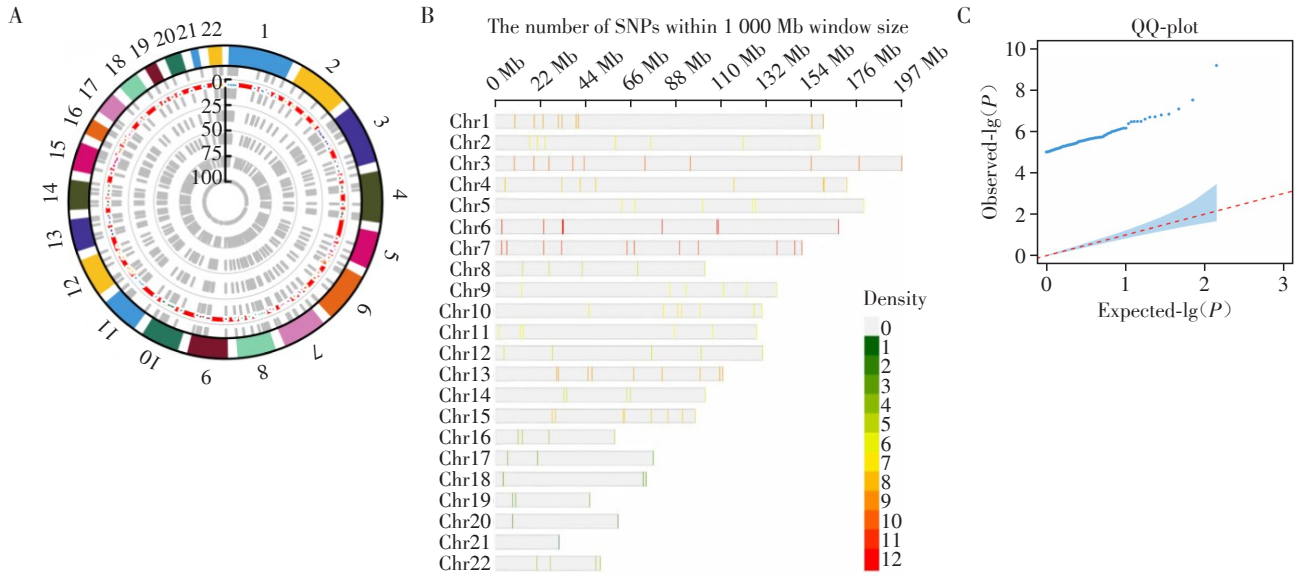 A
1
2
3
4
5
6
7
8
9
10
11
12
13
14
15
16
17
18
19
20
21
22
0
25
50
75
100
B
The number of SNPs within 1 000 Mb window size
0 Mb
22 Mb
44 Mb
66 Mb
88 Mb
110 Mb
132 Mb
154 Mb
176 Mb
197 Mb
Chr1
Chr2
Chr3
Chr4
Chr5
Chr6
Chr7
Chr8
Chr9
Chr10
Chr11
Chr12
Chr13
Chr14
Chr15
Chr16
Chr17
Chr18
Chr19
Chr20
Chr21
Chr22
Density
0
1
2
3
4
5
6
7
8
9
10
11
12
C
QQ-plot
Observed-lg(P)
10
8
6
4
2
0
0
1
2
3
Expected-lg(P)